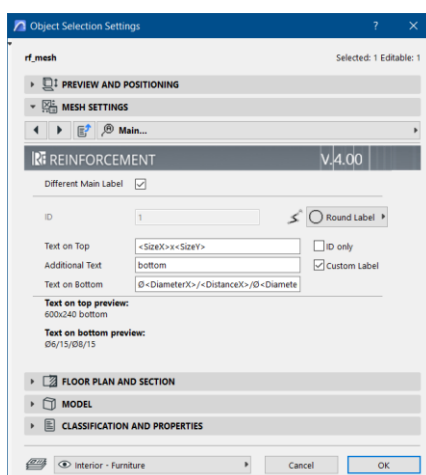 Object Selection Settings ? ×
rf_mesh Selected: 1 Editable: 1
PREVIEW AND POSITIONING
MESH SETTINGS
Main...
REINFORCEMENT V.4.00
Different Main Label
ID 1 Round Label
Text on Top <SizeX>x<SizeY> ID only
Additional Text bottom Custom Label
Text on Bottom Ø<DiameterX>/<DistanceX>/Ø<Diamete
Text on top preview:
600x240 bottom
Text on bottom preview:
Ø6/15/Ø8/15
FLOOR PLAN AND SECTION
MODEL
CLASSIFICATION AND PROPERTIES
Interior - Furniture Cancel OK